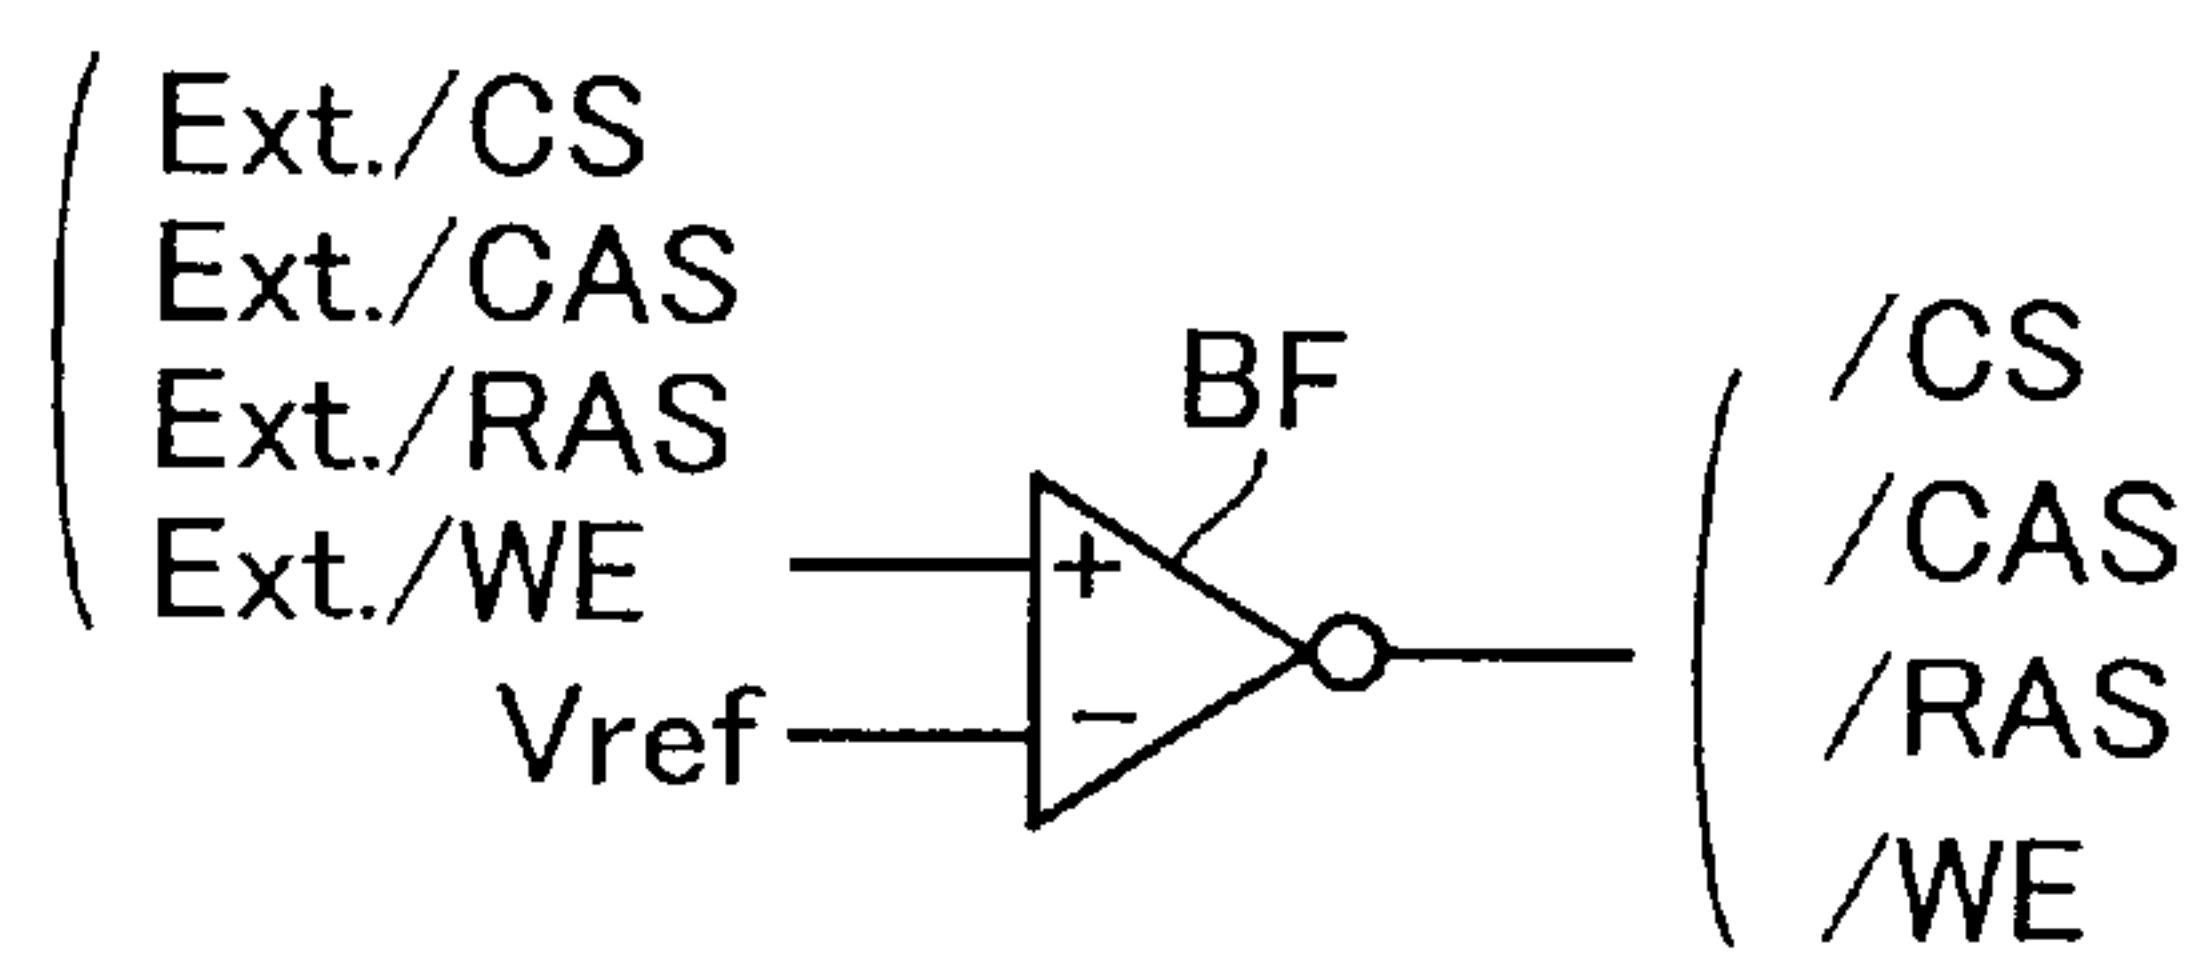 Ext./CS
Ext./CAS
Ext./RAS
Ext./WE
Vref
BF
+
−
/CS
/CAS
/RAS
/WE